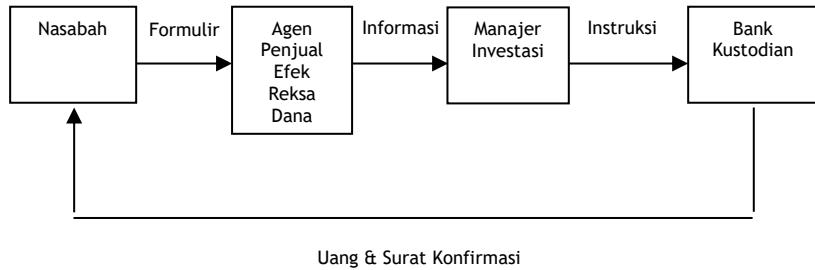 Nasabah
Formulir
Agen
Penjual
Efek
Reksa
Dana
Informasi
Manajer
Investasi
Instruksi
Bank
Kustodian
Uang & Surat Konfirmasi